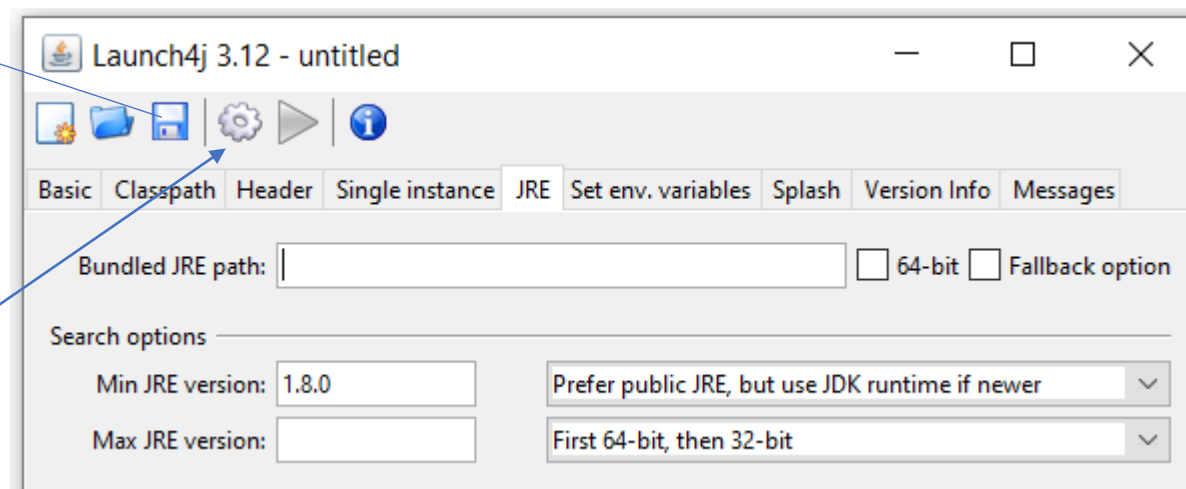 Launch4j 3.12 - untitled
Basic Classpath Header Single instance JRE Set env. variables Splash Version Info Messages
Bundled JRE path: 64-bit Fallback option
Search options
Min JRE version: 1.8.0 Prefer public JRE, but use JDK runtime if newer
Max JRE version: First 64-bit, then 32-bit